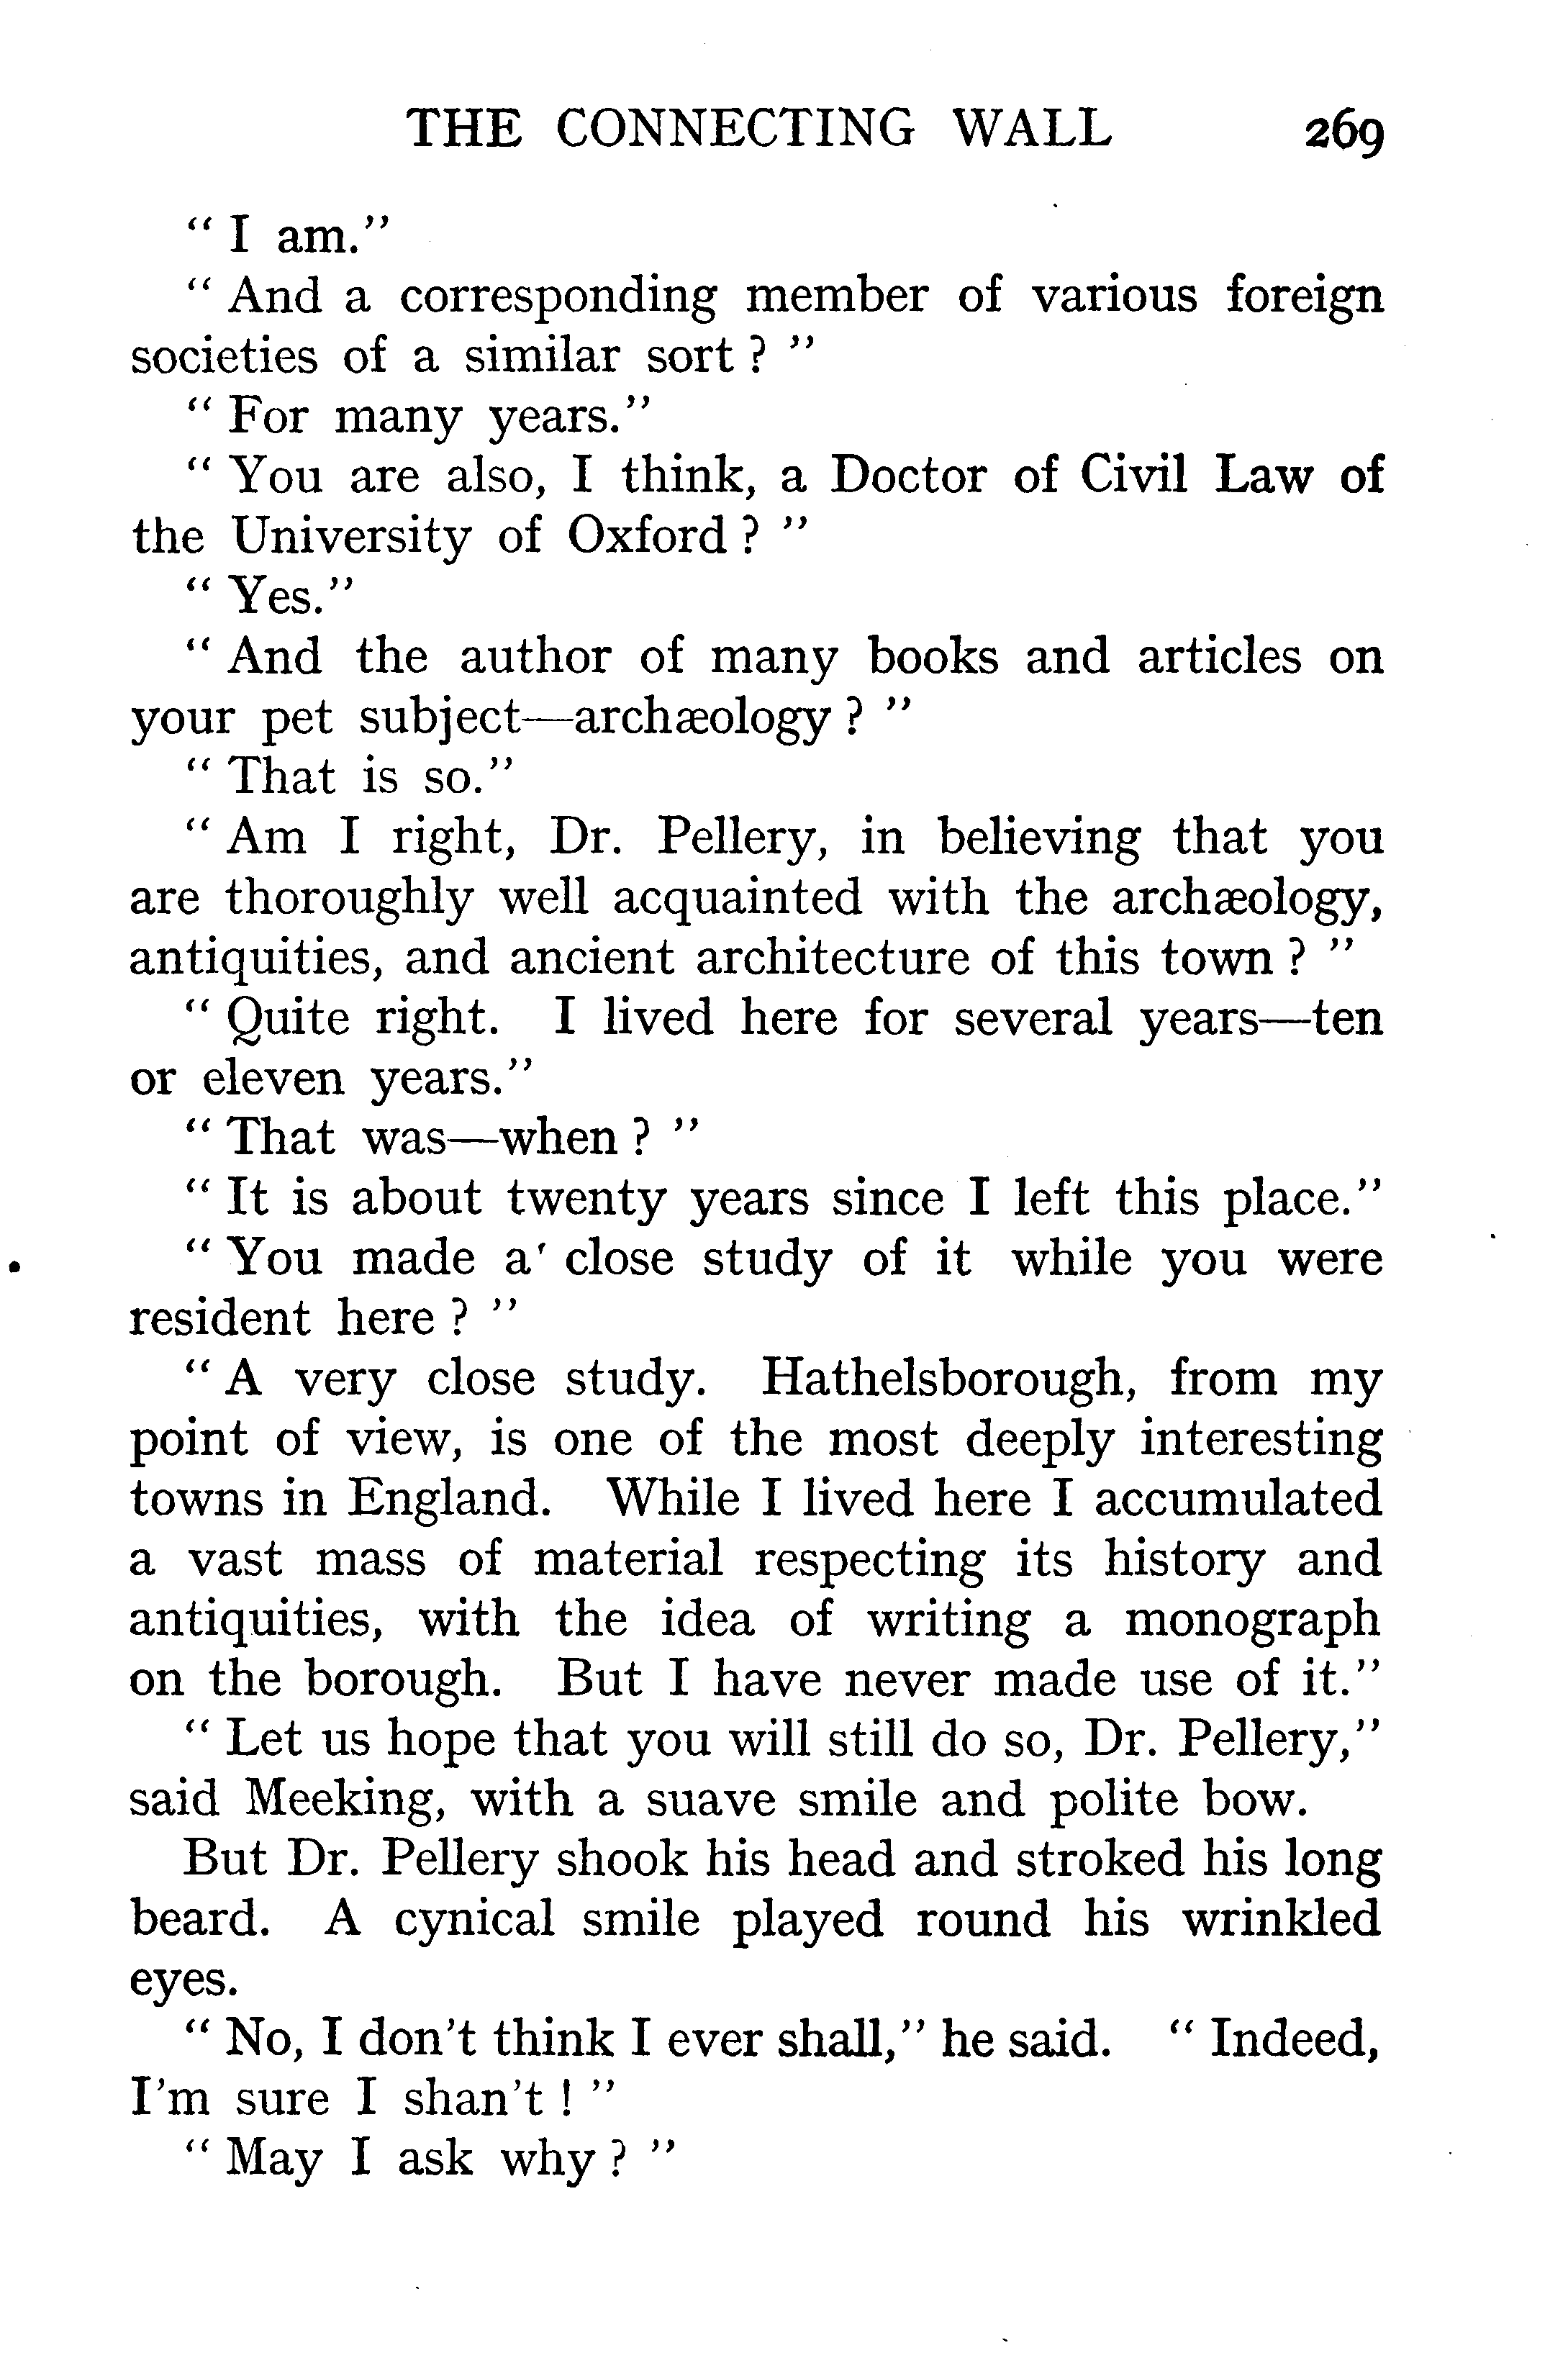 THE CONNECTING WALL 269
“ I am.”
“ And a corresponding member of various foreign
societies of a similar sort ? ”
“ For many years.”
“ You are also, I think, a Doctor of Civil Law of
the University of Oxford ? ”
“ Yes.”
“ And the author of many books and articles on
your pet subject—archæology ? ”
“ That is so.”
“ Am I right, Dr. Pellery, in believing that you
are thoroughly well acquainted with the archæology,
antiquities, and ancient architecture of this town ? ”
“ Quite right. I lived here for several years—ten
or eleven years.”
“ That was—when ? ”
“ It is about twenty years since I left this place.”
“ You made a close study of it while you were
resident here ? ”
“ A very close study. Hathelsborough, from my
point of view, is one of the most deeply interesting
towns in England. While I lived here I accumulated
a vast mass of material respecting its history and
antiquities, with the idea of writing a monograph
on the borough. But I have never made use of it.”
“ Let us hope that you will still do so, Dr. Pellery,”
said Meeking, with a suave smile and polite bow.
But Dr. Pellery shook his head and stroked his long
beard. A cynical smile played round his wrinkled
eyes.
“ No, I don't think I ever shall,” he said. “ Indeed,
I'm sure I shan't ! ”
“ May I ask why ? ”